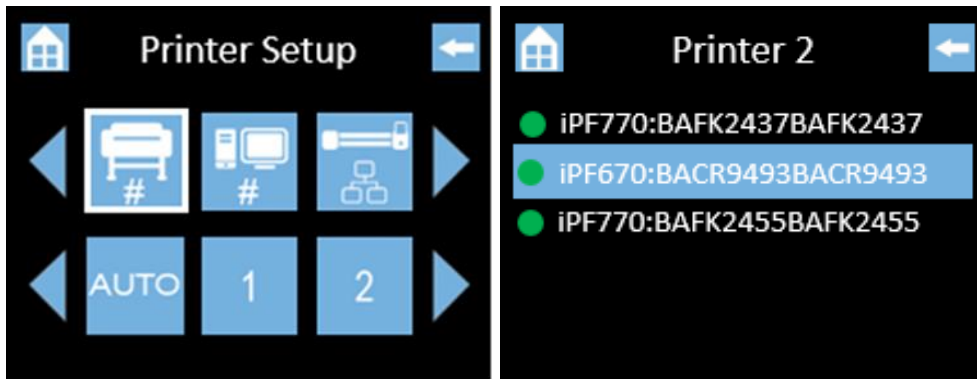 Printer Setup
#
#
AUTO
1
2
Printer 2
iPF770:BAFK2437BAFK2437
iPF670:BACR9493BACR9493
iPF770:BAFK2455BAFK2455